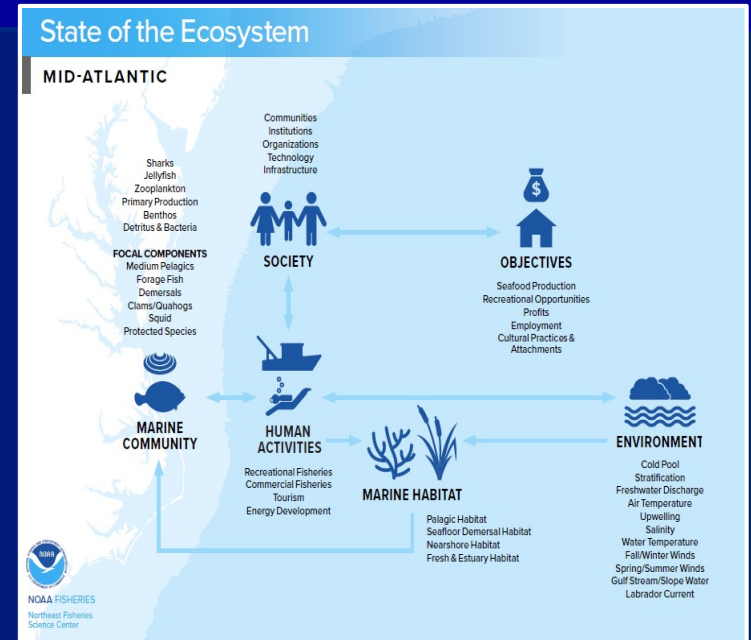 State of the Ecosystem
MID-ATLANTIC
Communities
Institutions
Organizations
Technology
Infrastructure
SOCIETY
$
OBJECTIVES
Seafood Production
Recreational Opportunities
Profits
Employment
Cultural Practices &
Attachments
Sharks
Jellyfish
Zooplankton
Primary Production
Benthos
Detritus & Bacteria
FOCAL COMPONENTS
Medium Pelagics
Forage Fish
Demersals
Clams/Quahogs
Squid
Protected Species
MARINE
COMMUNITY
HUMAN
ACTIVITIES
Recreational Fisheries
Commercial Fisheries
Tourism
Energy Development
MARINE HABITAT
Palagic Habitat
Seafloor Demersal Habitat
Nearshore Habitat
Fresh & Estuary Habitat
ENVIRONMENT
Cold Pool
Stratification
Freshwater Discharge
Air Temperature
Upwelling
Salinity
Water Temperature
Fall/Winter Winds
Spring/Summer Winds
Gulf Stream/Slope Water
Labrador Current
NOAA
NOAA FISHERIES
Northeast Fisheries
Science Center